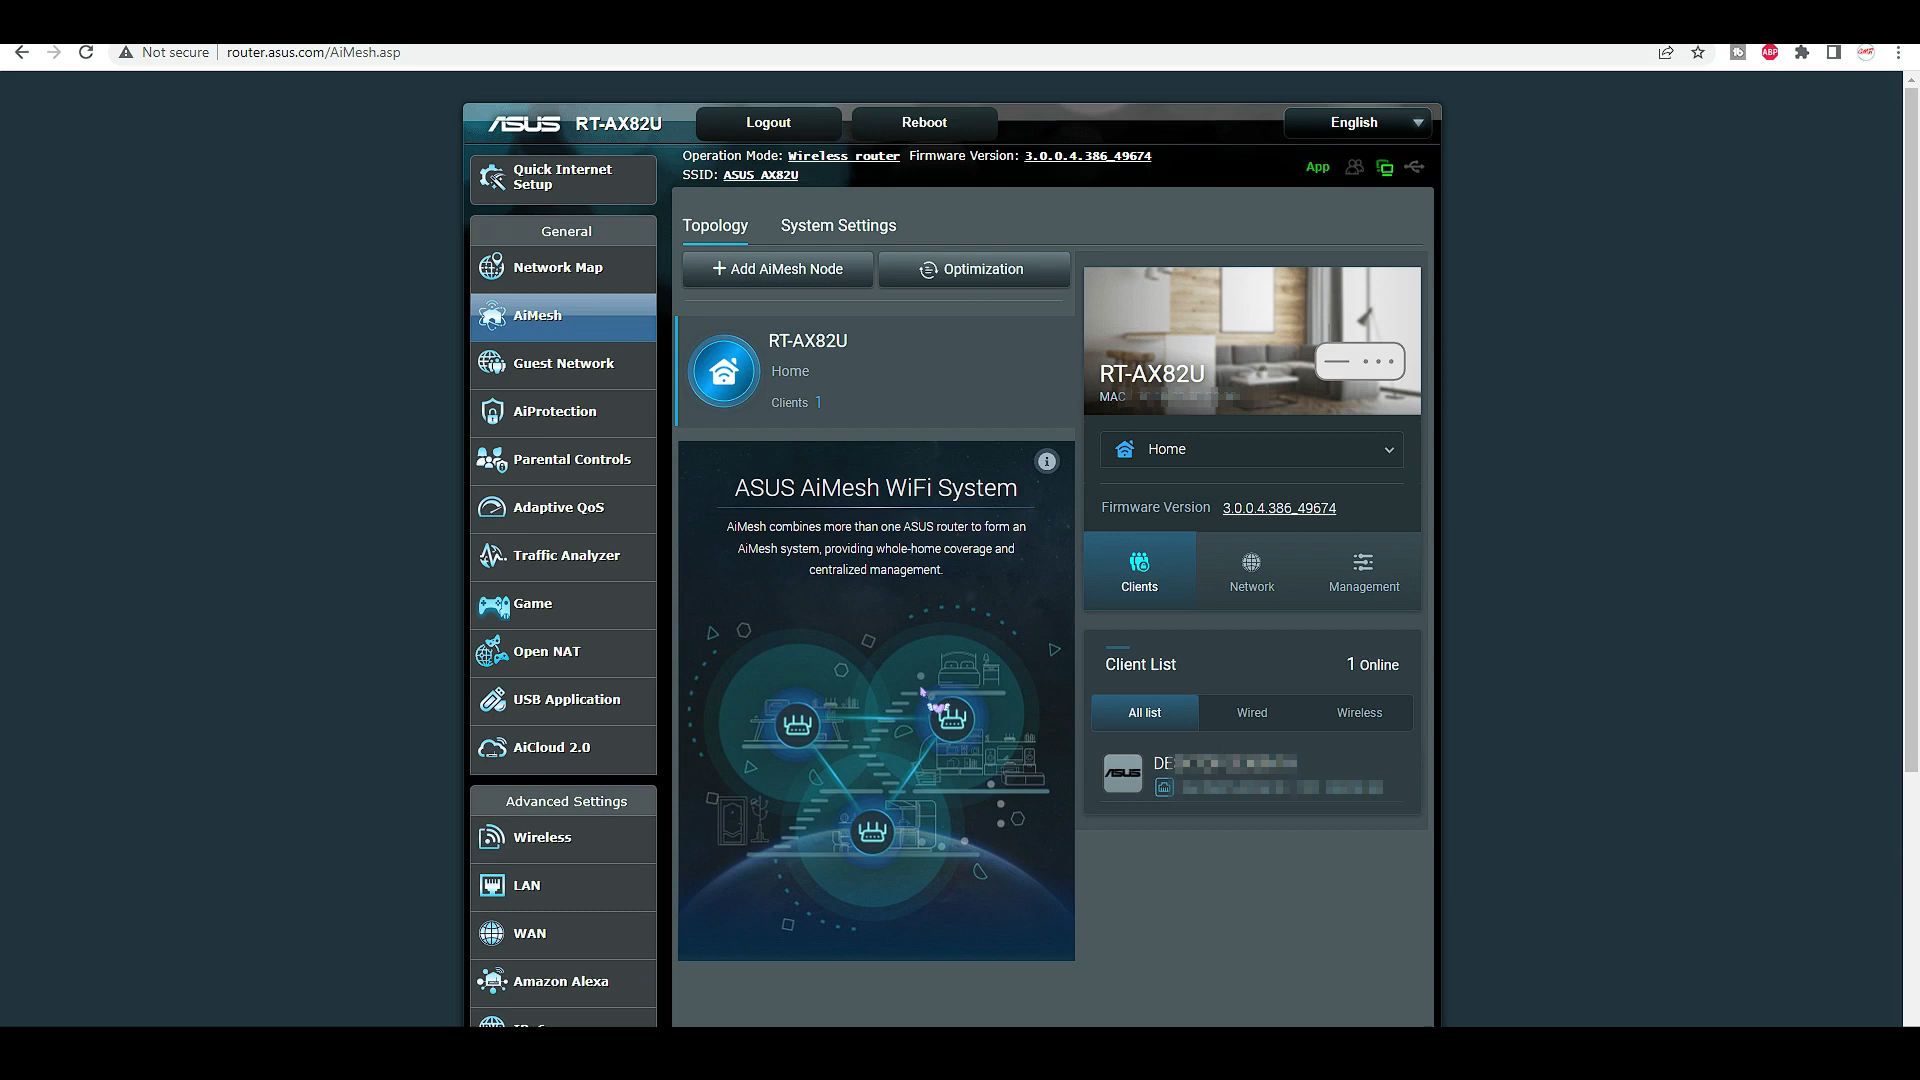 Not secure
router.asus.com/AiMesh.asp
ABP
ASUS RT-AX82U
Logout
Reboot
English
Operation Mode: Wireless router Firmware Version: 3.0.0.4.386_49674
SSID: ASUS_AX82U
App
Quick Internet
Setup
General
Network Map
AiMesh
Guest Network
AiProtection
Parental Controls
Adaptive QoS
Traffic Analyzer
Game
Open NAT
USB Application
AiCloud 2.0
Advanced Settings
Wireless
LAN
WAN
Amazon Alexa
Topology
System Settings
Add AiMesh Node
Optimization
RT-AX82U
Home
Clients 1
ASUS AiMesh WiFi System
AiMesh combines more than one ASUS router to form an
AiMesh system, providing whole-home coverage and
centralized management.
RT-AX82U
MAC
Home
Firmware Version 3.0.0.4.386_49674
Clients
Network
Management
Client List
1 Online
All list
Wired
Wireless
ASUS